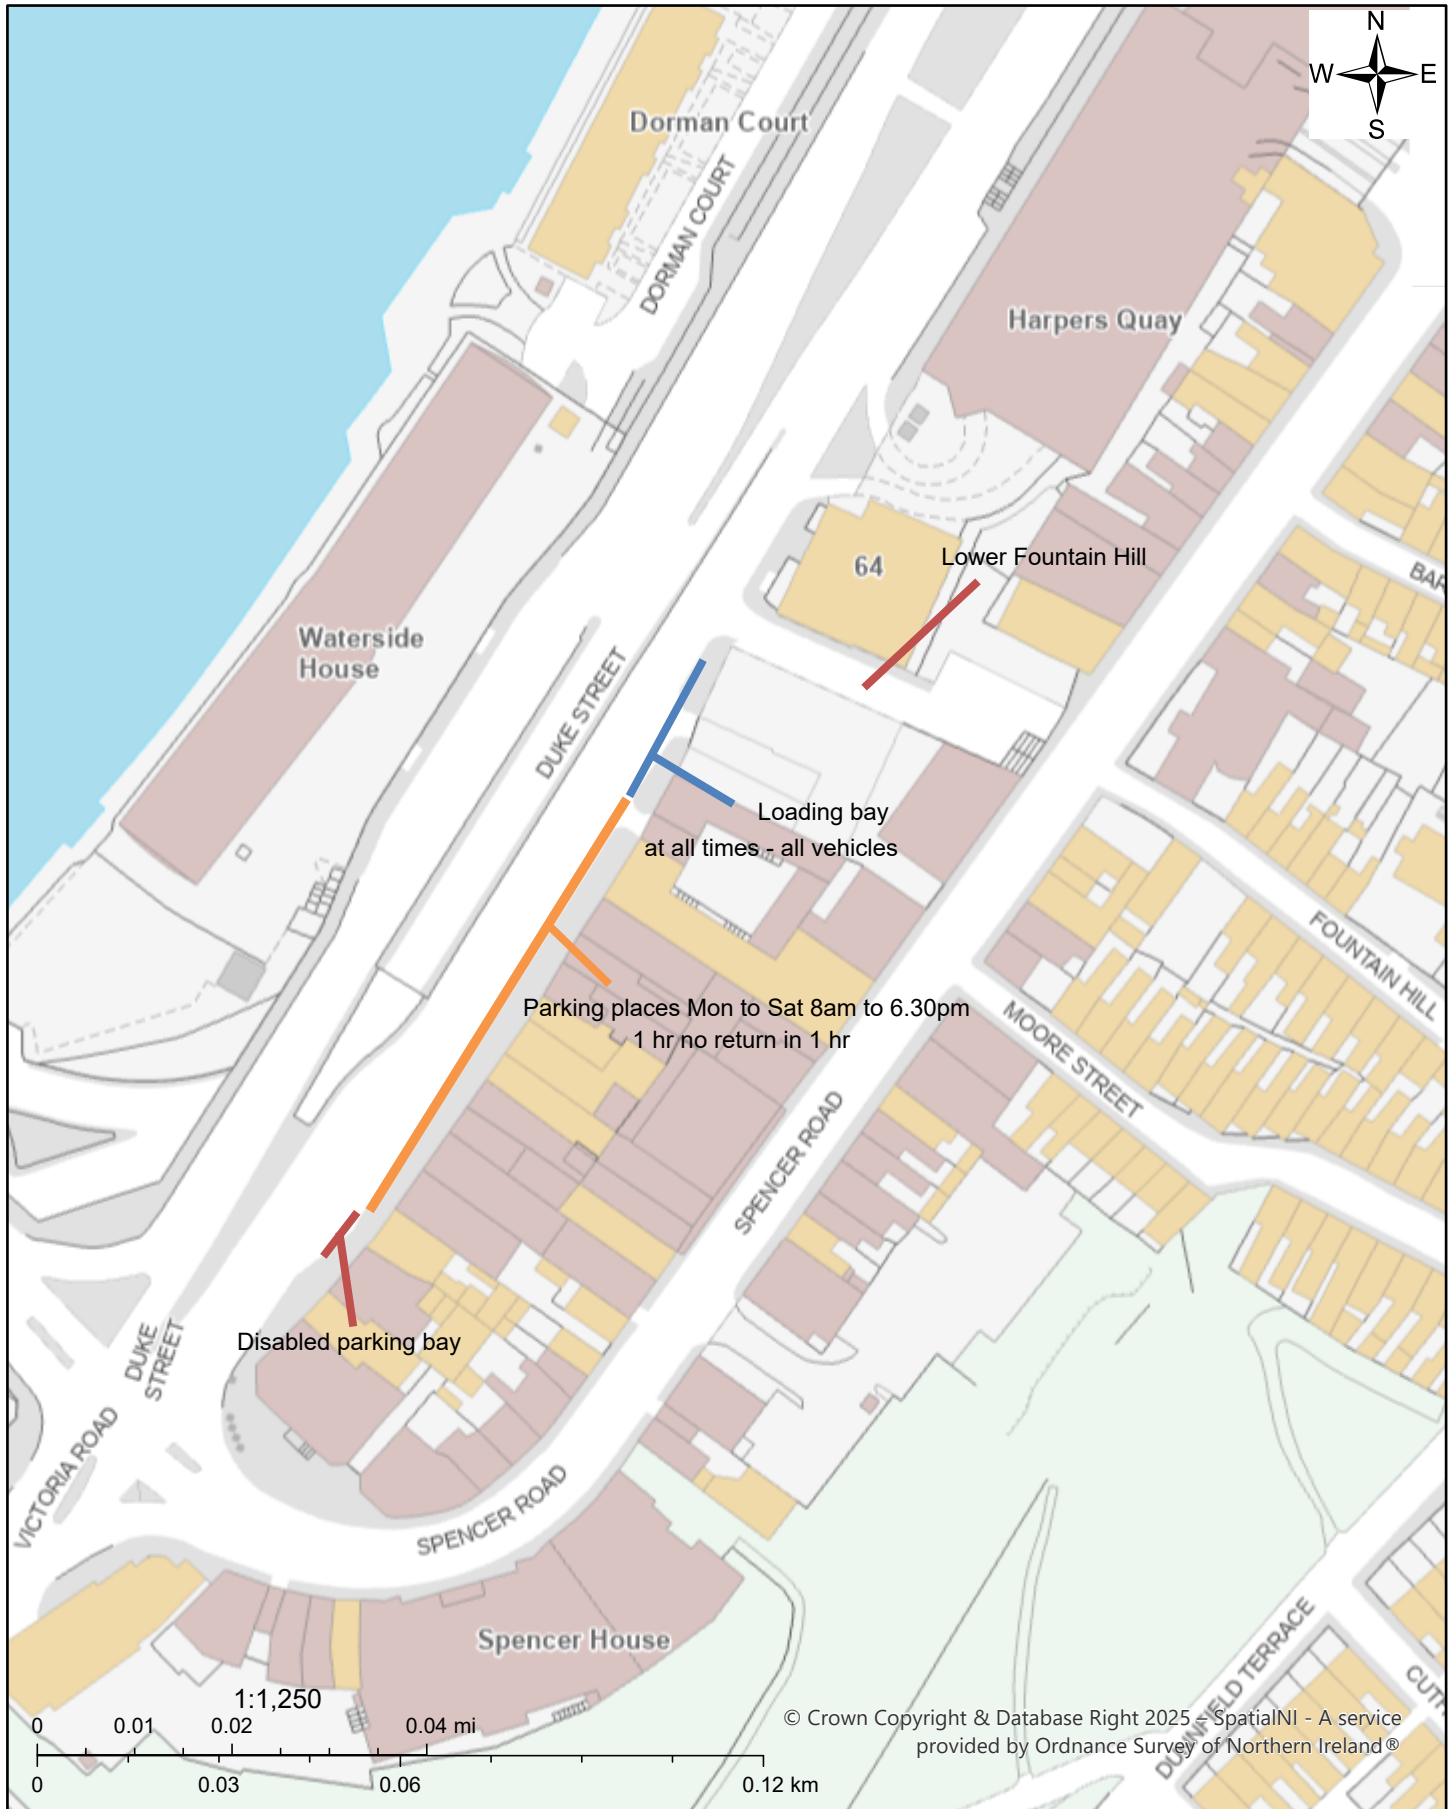 N
W E
S
Dorman Court
DORMAN COURT
Harpers Quay
64
Lower Fountain Hill
Waterside
House
DUKE STREET
Loading bay
at all times - all vehicles
FOUNTAIN HILL
Parking places Mon to Sat 8am to 6.30pm
1 hr no return in 1 hr
MOORE STREET
SPENCER ROAD
Disabled parking bay
DUKE
STREET
VICTORIA ROAD
SPENCER ROAD
Spencer House
DUNNFIELD TERRACE
1:1,250
0 0.01 0.02 0.04 mi
0 0.03 0.06 0.12 km
© Crown Copyright & Database Right 2025 - SpatialNI - A service
provided by Ordnance Survey of Northern Ireland®